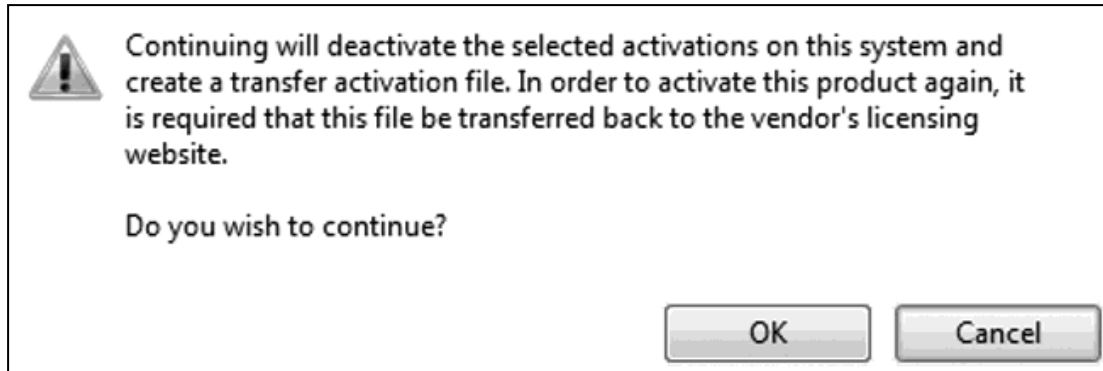 Continuing will deactivate the selected activations on this system and
create a transfer activation file. In order to activate this product again, it
is required that this file be transferred back to the vendor's licensing
website.
Do you wish to continue?
OK
Cancel